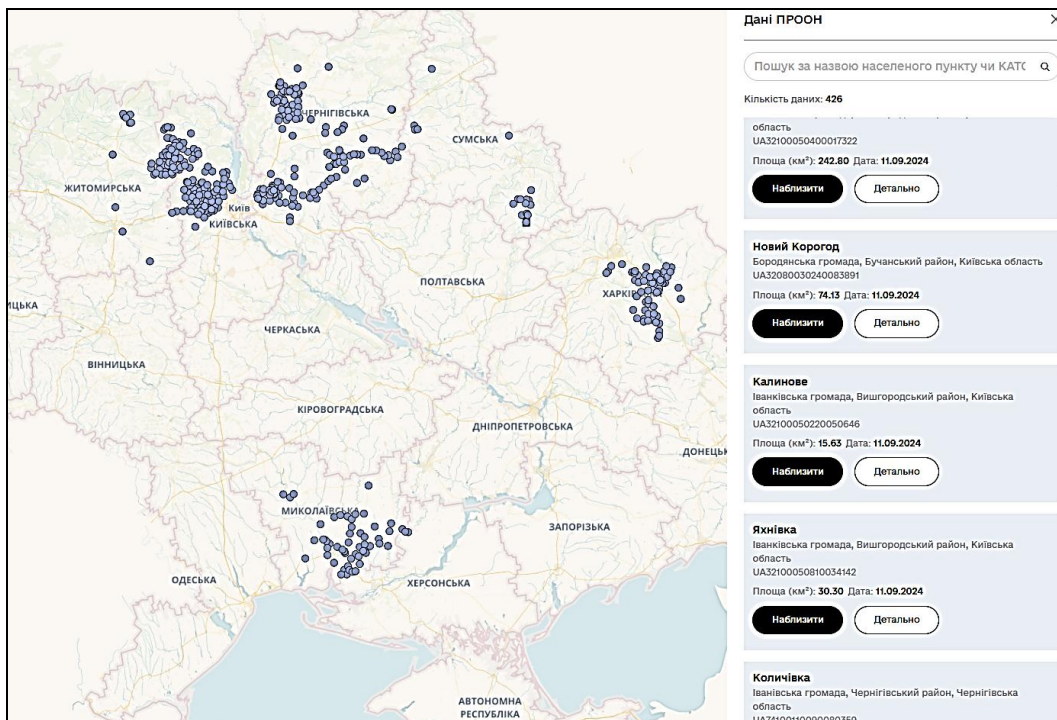 ЧЕРНІГІВСЬКА
СУМСЬКА
ЖИТОМИРСЬКА
Київ
КИЇВСЬКА
ПОЛТАВСЬКА
ЧЕРКАСЬКА
ВІННИЦЬКА
КІРОВОГРАДСЬКА
ДНІПРОПЕТРОВСЬКА
МИКОЛАЇВСЬКА
ЗАПОРІЗЬКА
ОДЕСЬКА
ХЕРСОНСЬКА
АВТОНОМНА
РЕСПУБЛІКА
Дані ПРООН
Пошук за назвою населеного пункту чи КАТО
Кількість даних: 426
область
UA32100050400017322
Площа (км²): 242.80 Дата: 11.09.2024
Наблизити Детально
Новий Корогод
Бородянська громада, Бучанський район, Київська область
UA32080030240083891
Площа (км²): 74.13 Дата: 11.09.2024
Наблизити Детально
Калинове
Іванківська громада, Вишгородський район, Київська
область
UA32100050220050646
Площа (км²): 15.63 Дата: 11.09.2024
Наблизити Детально
Яхнівка
Іванківська громада, Вишгородський район, Київська
область
UA32100050810034142
Площа (км²): 30.30 Дата: 11.09.2024
Наблизити Детально
Количівка
Іванівська громада, Чернігівський район, Чернігівська
область